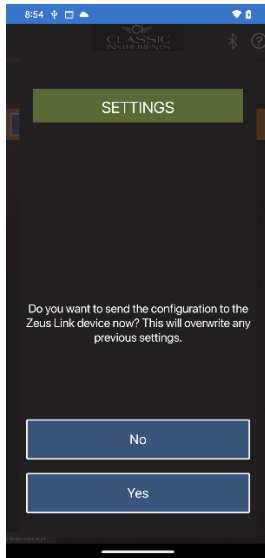 8:54
CLASSIC
INSTRUMENTS
SETTINGS
Do you want to send the configuration to the
Zeus Link device now? This will overwrite any
previous settings.
No
Yes